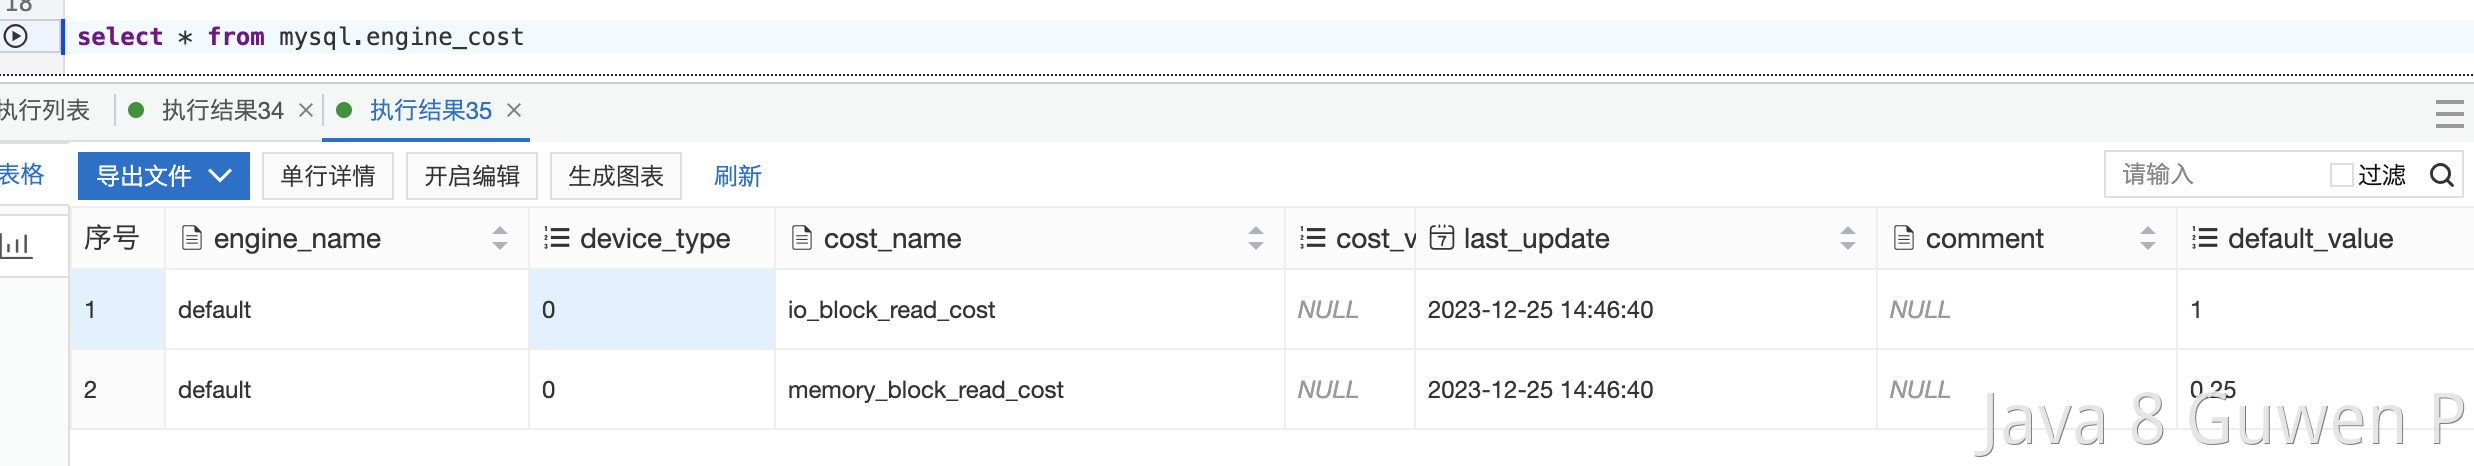 18
select * from mysql.engine_cost
执行列表 执行结果34 × 执行结果35 ×
表格 导出文件 单行详情 开启编辑 生成图表 刷新 请输入 过滤
序号 engine_name device_type cost_name cost_v last_update comment default_value
1 default 0 io_block_read_cost NULL 2023-12-25 14:46:40 NULL 1
2 default 0 memory_block_read_cost NULL 2023-12-25 14:46:40 NULL 0.25
Java 8 Guwen P